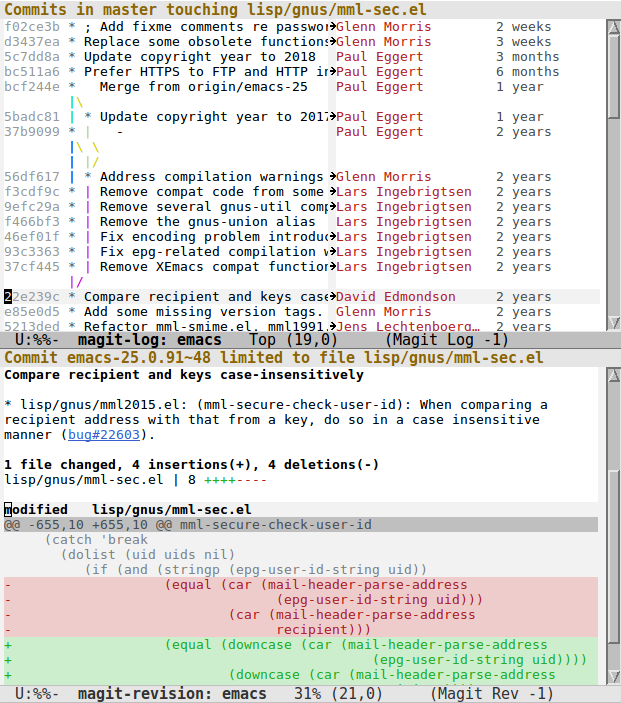 Commits in master touching lisp/gnus/mml-sec.el
f02ce3b * ; Add fixme comments re passwor Glenn Morris 2 weeks
d3437ea * Replace some obsolete functions Glenn Morris 3 weeks
5c7dd8a * Update copyright year to 2018 Paul Eggert 3 months
bc511a6 * Prefer HTTPS to FTP and HTTP in Paul Eggert 6 months
bcf244e * Merge from origin/emacs-25 Paul Eggert 1 year
|\
5badc81 | * Update copyright year to 2017 Paul Eggert 1 year
37b9099 * | - Paul Eggert 2 years
|\ \
| |/
56df617 | * Address compilation warnings Glenn Morris 2 years
f3cdf9c * | Remove compat code from some Lars Ingebrigtsen 2 years
9efc29a * | Remove several gnus-util comp Lars Ingebrigtsen 2 years
f466bf3 * | Remove the gnus-union alias Lars Ingebrigtsen 2 years
46ef01f * | Fix encoding problem introduc Lars Ingebrigtsen 2 years
93c3363 * | Fix epg-related compilation w Lars Ingebrigtsen 2 years
37cf445 * | Remove XEmacs compat function Lars Ingebrigtsen 2 years
|/
22e239c * Compare recipient and keys case David Edmondson 2 years
e85e0d5 * Add some missing version tags. Glenn Morris 2 years
5213ded * Refactor mml-smime.el, mml1991. Jens Lechtenboerg… 2 years
U:%%- magit-log: emacs Top (19,0) (Magit Log -1)
Commit emacs-25.0.91~48 limited to file lisp/gnus/mml-sec.el
Compare recipient and keys case-insensitively
* lisp/gnus/mml2015.el: (mml-secure-check-user-id): When comparing a
recipient address with that from a key, do so in a case insensitive
manner (bug#22603).
1 file changed, 4 insertions(+), 4 deletions(-)
lisp/gnus/mml-sec.el | 8 ++++----
modified lisp/gnus/mml-sec.el
@@ -655,10 +655,10 @@ mml-secure-check-user-id
(catch 'break
(dolist (uid uids nil)
(if (and (stringp (epg-user-id-string uid))
- (equal (car (mail-header-parse-address
- (epg-user-id-string uid)))
- (car (mail-header-parse-address
- recipient)))
+ (equal (downcase (car (mail-header-parse-address
+ (epg-user-id-string uid))))
+ (downcase (car (mail-header-parse-address
U:%%- magit-revision: emacs 31% (21,0) (Magit Rev -1)